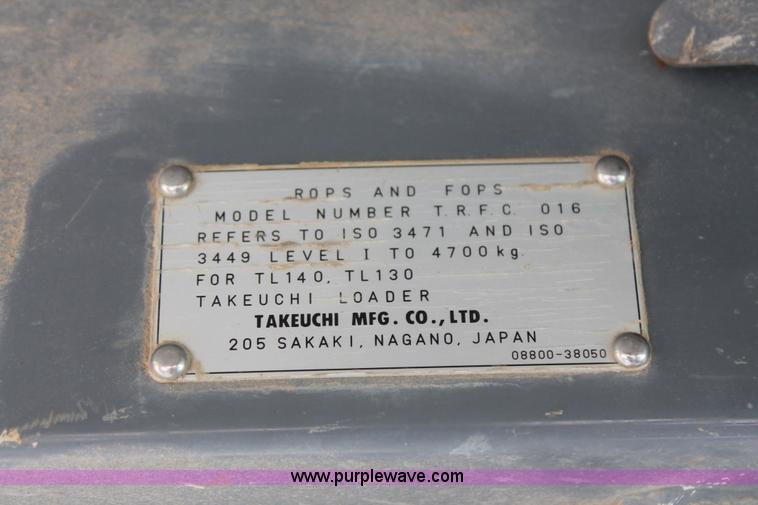 ROPS AND FOPS
MODEL NUMBER T.R.F.C. 016
REFERS TO ISO 3471 AND ISO
3449 LEVEL I TO 4700kg.
FOR TL140, TL130
TAKEUCHI LOADER
TAKEUCHI MFG. CO., LTD.
205 SAKAKI, NAGANO, JAPAN
08800-38050
www.purplewave.com